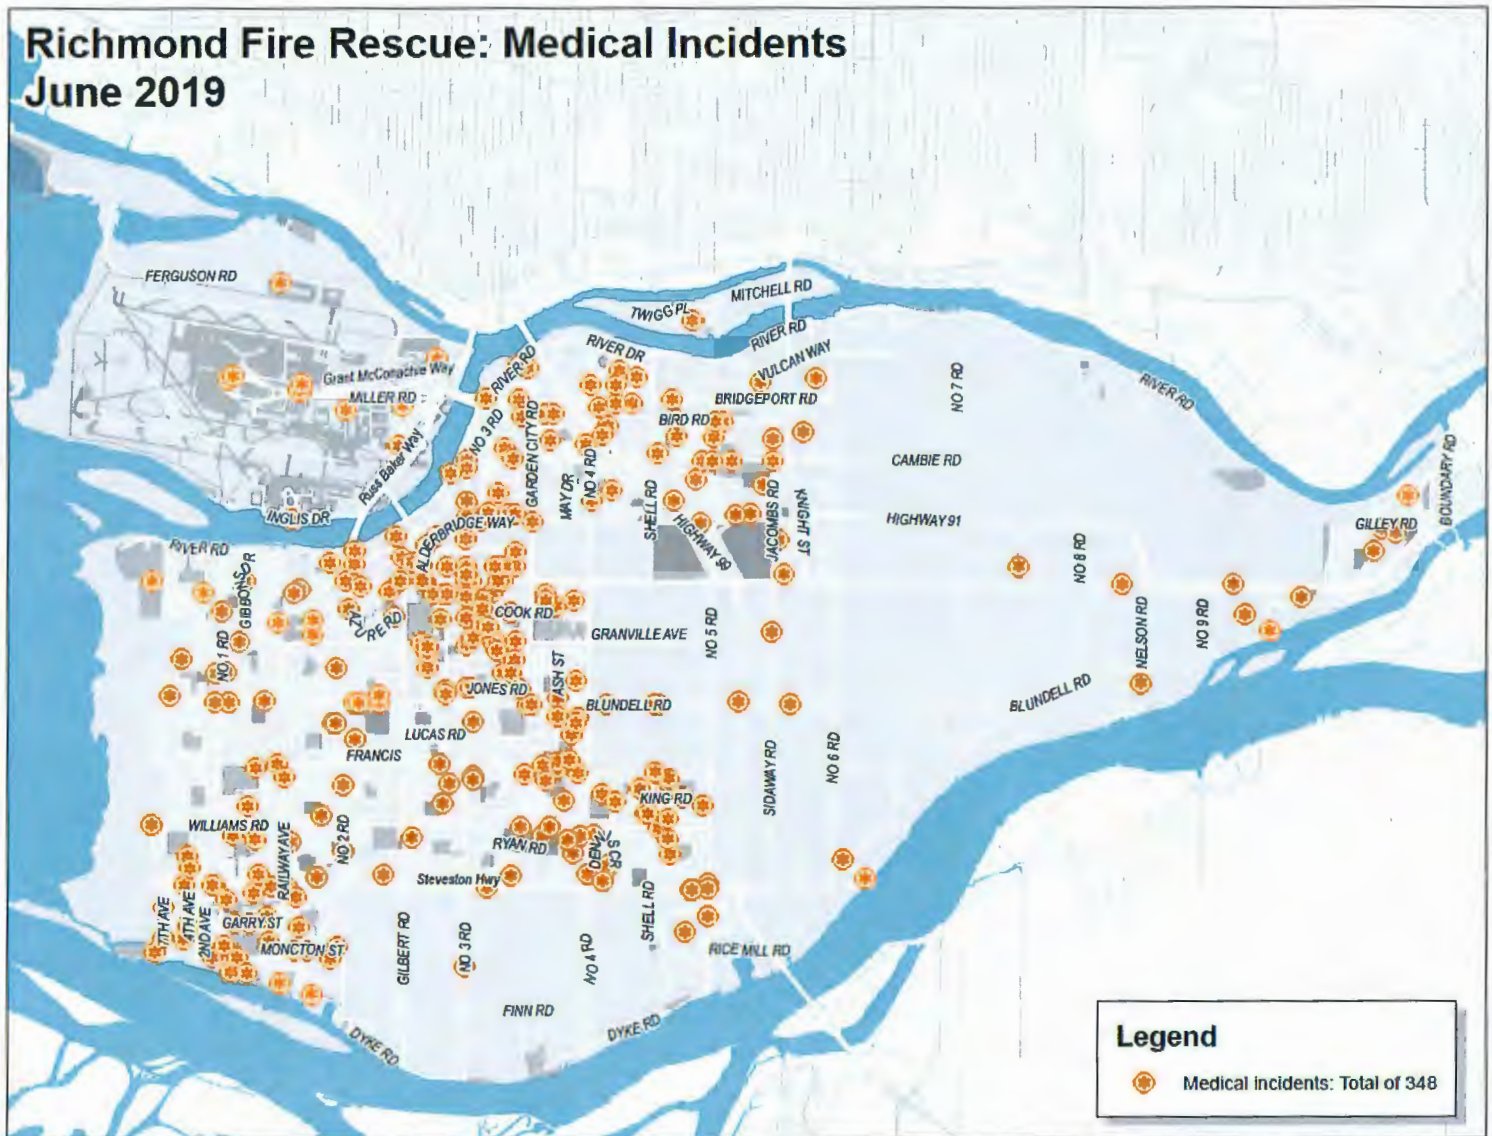 Richmond Fire Rescue: Medical Incidents
June 2019
FERGUSON RD
MITCHELL RD
TWIGG PL
RIVER RD
VULCAN WAY
RIVER DR
RIVER RD
Grant McConachie Way
MILLER RD
NO 3 RD
GARDEN CITY RD
BRIDGEPORT RD
BIRD RD
NO 7 RD
RIVER RD
Russ Baker Way
MAY DR
NO 4 RD
SHELL RD
CAMBIE RD
BOUNDARY RD
INGLIS DR
ALDERBRIDGE WAY
HIGHWAY 99
JACOMBS RD
KNIGHT ST
HIGHWAY 91
GILLEY RD
RIVER RD
GIBBONS DR
NO 8 RD
AZURE RD
COOK RD
GRANVILLE AVE
NO 5 RD
NELSON RD
NO 9 RD
NO 1 RD
JONES RD
ASH ST
BLUNDELL RD
BLUNDELL RD
LUCAS RD
FRANCIS
SIDAWAY RD
NO 6 RD
KING RD
WILLIAMS RD
RAILWAY AVE
NO 2 RD
RYAN RD
Steveston Hwy
SHELL RD
7TH AVE
4TH AVE
2ND AVE
GARRY ST
MONCTON ST
GILBERT RD
NO 3 RD
NO 4 RD
RICE MILL RD
FINN RD
DYKE RD
DYKE RD
Legend
Medical incidents: Total of 348